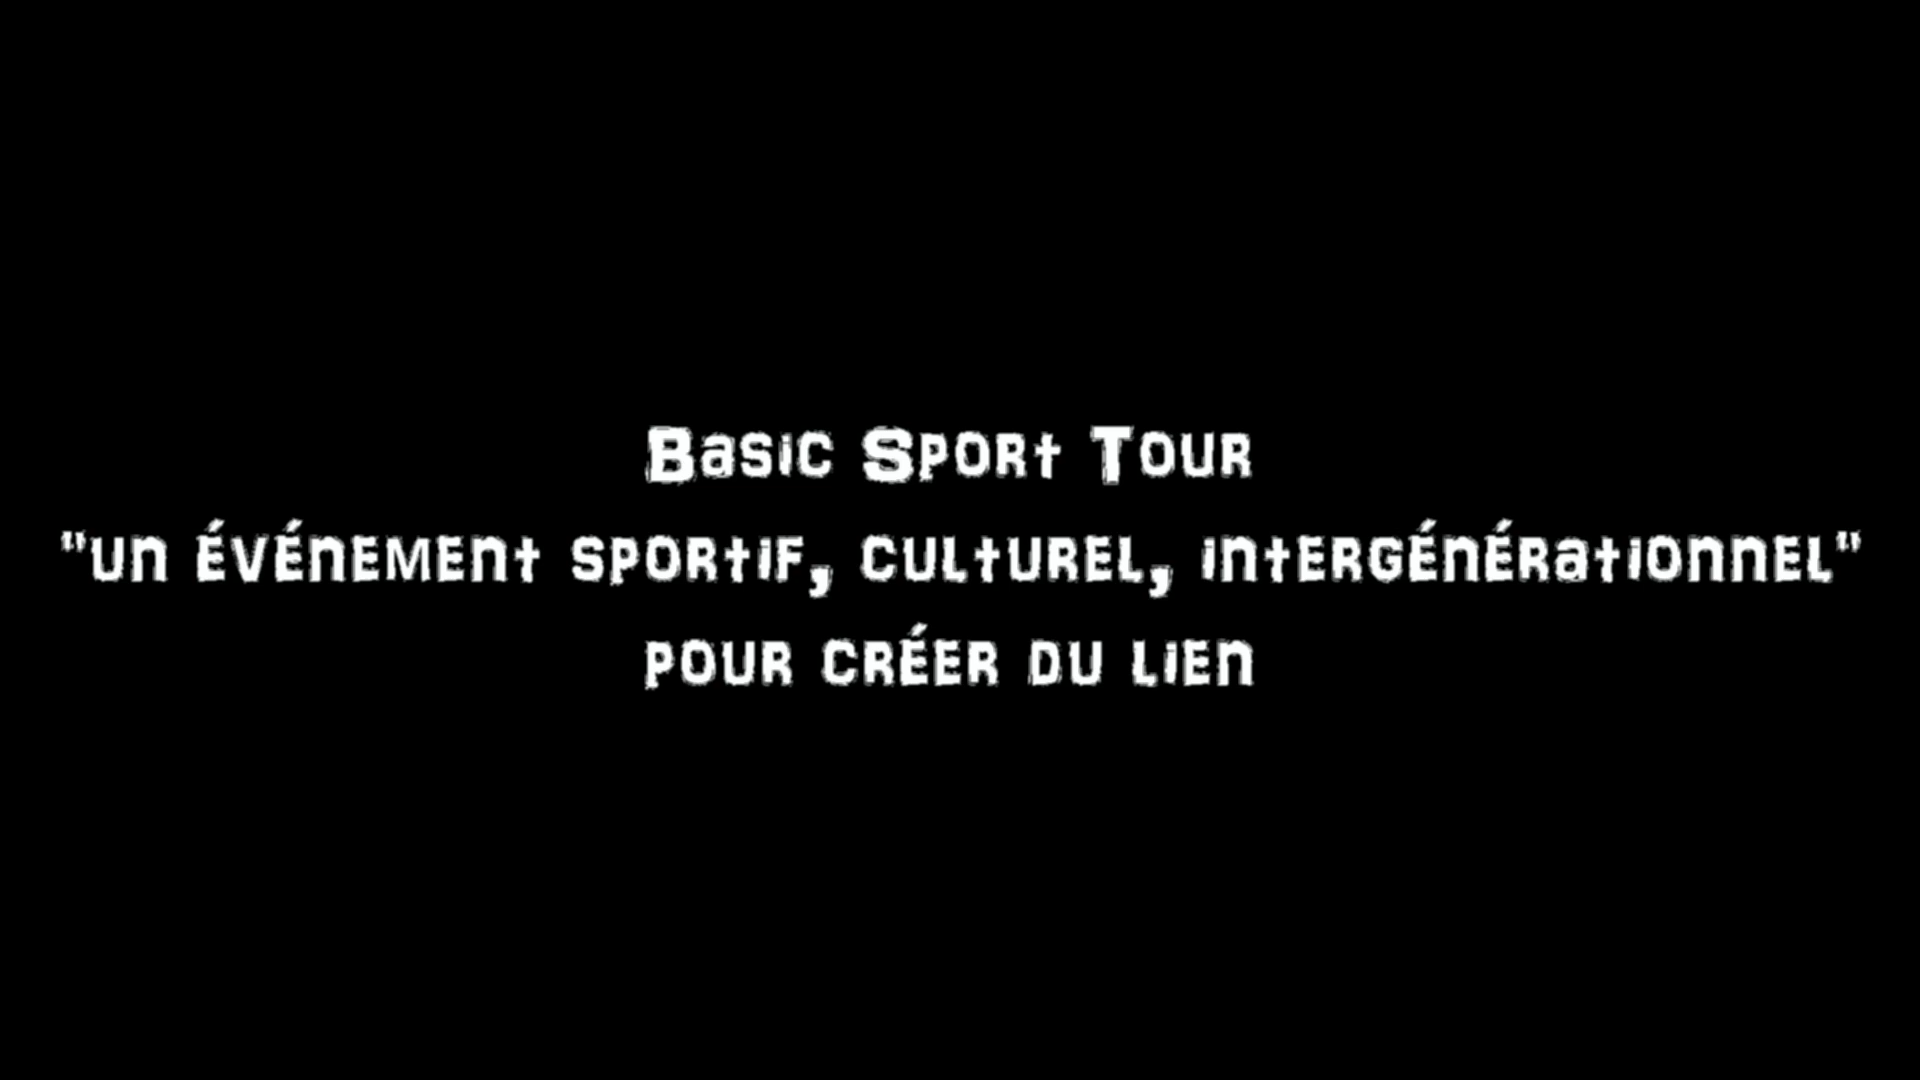 Basic Sport Tour
"un événement sportif, culturel, intergénérationnel"
pour créer du lien